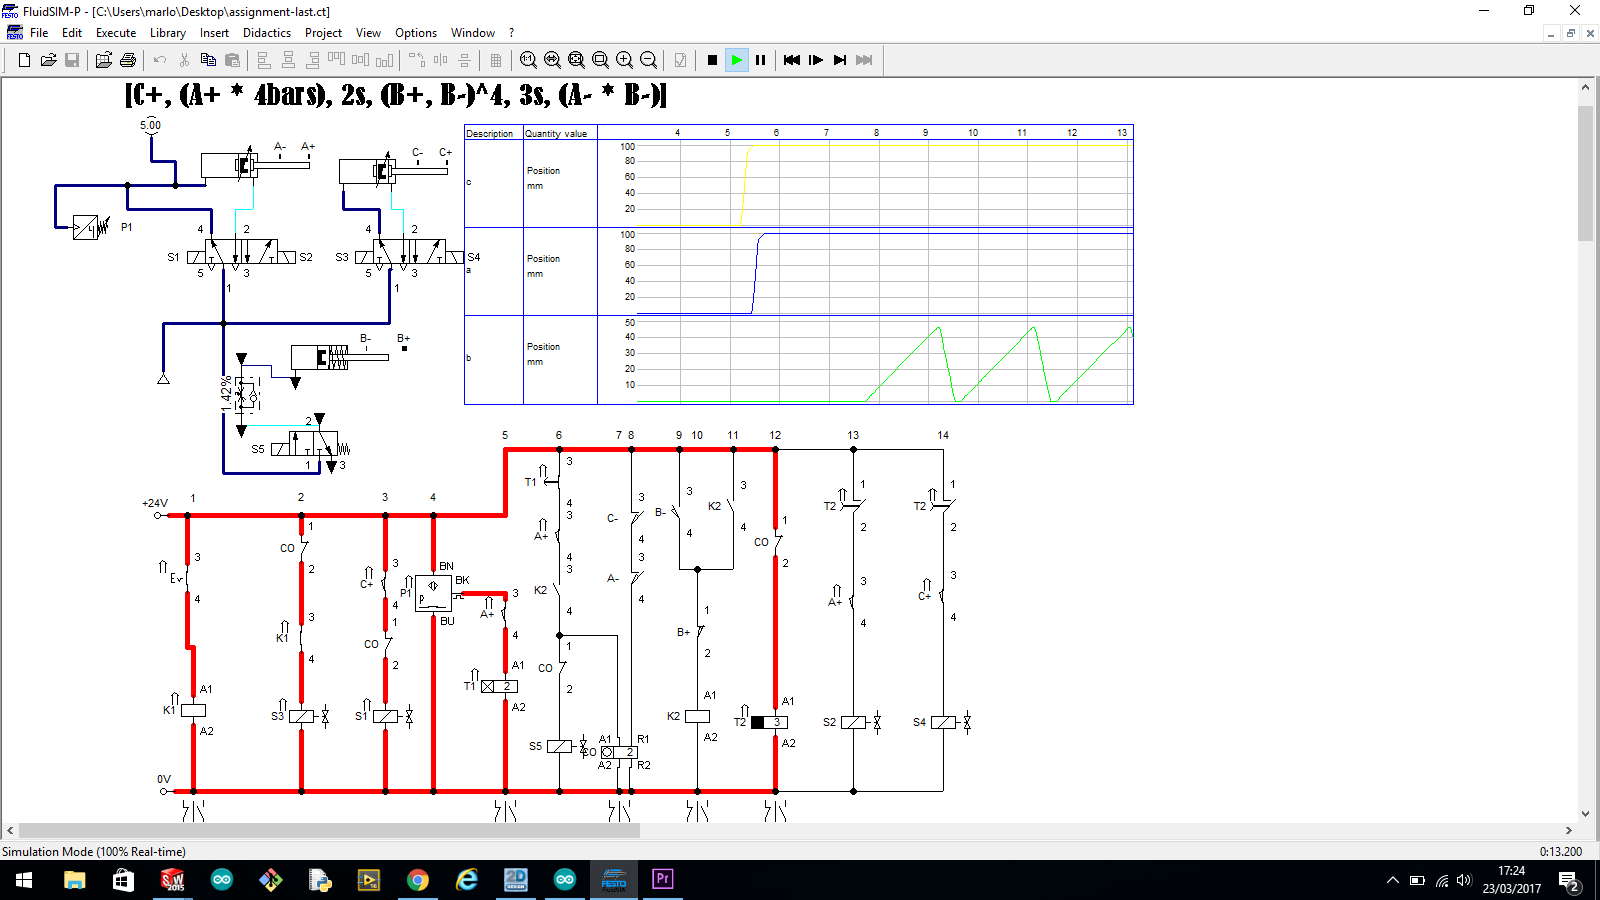 FluidSIM-P - [C:\Users\marlo\Desktop\assignment-last.ct]
File Edit Execute Library Insert Didactics Project View Options Window ?
[C+, (A+ * 4bars), 2s, (B+, B-)^4, 3s, (A- * B-)]
5.00
A- A+
C- C+
P1
4 2
S1 S2
5 3
1
4 2
S3 S4
5 3
1
B- B+
1.42%
2
S5
1 3
Description Quantity value 4 5 6 7 8 9 10 11 12 13
c
Position
mm
100
80
60
40
20
a
Position
mm
100
80
60
40
20
b
Position
mm
50
40
30
20
10
5 6 7 8 9 10 11 12 13 14
+24V 1 2 3 4
3
4
K1
A1
A2
CO
1
2
K1
3
4
S3
C+
3
4
CO
1
2
S1
BN
BK
P1
P
BU
A+
3
4
T1
2
A1
A2
T1
3
4
A+
3
4
K2
3
4
CO
1
2
S5
C-
3
4
A-
3
4
CO
A1 R1
2
A2 R2
B-
3
4
K2
3
4
B+
1
2
K2
A1
A2
CO
1
2
T2
3
A1
A2
T2
1
2
A+
3
4
S2
T2
1
2
C+
3
4
S4
0V
Simulation Mode (100% Real-time) 0:13.200
SW
2015
2D
DESIGN
FESTO
Pr
17:24
23/03/2017
2